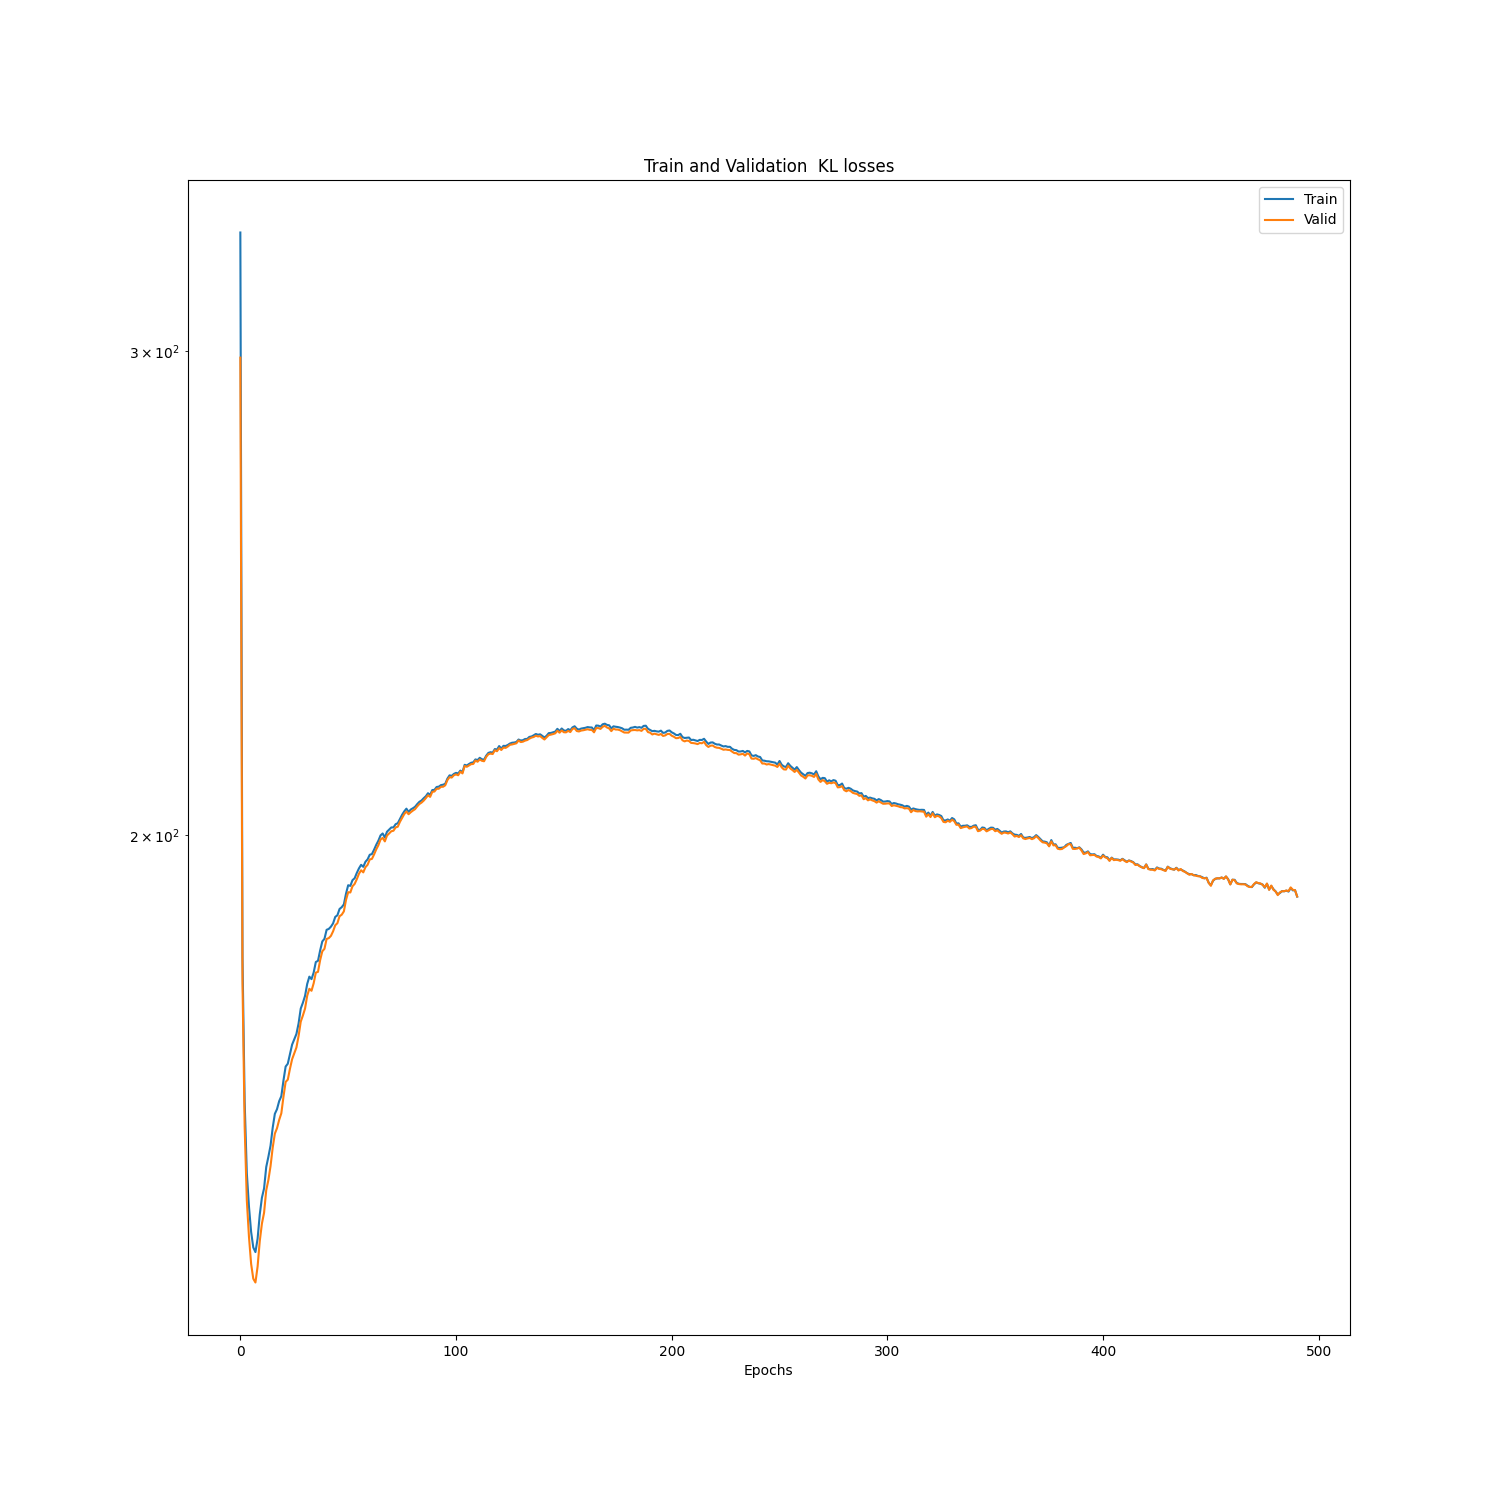 Train and Validation  KL losses
Train
Valid
3 × 10²
2 × 10²
0 100 200 300 400 500
Epochs